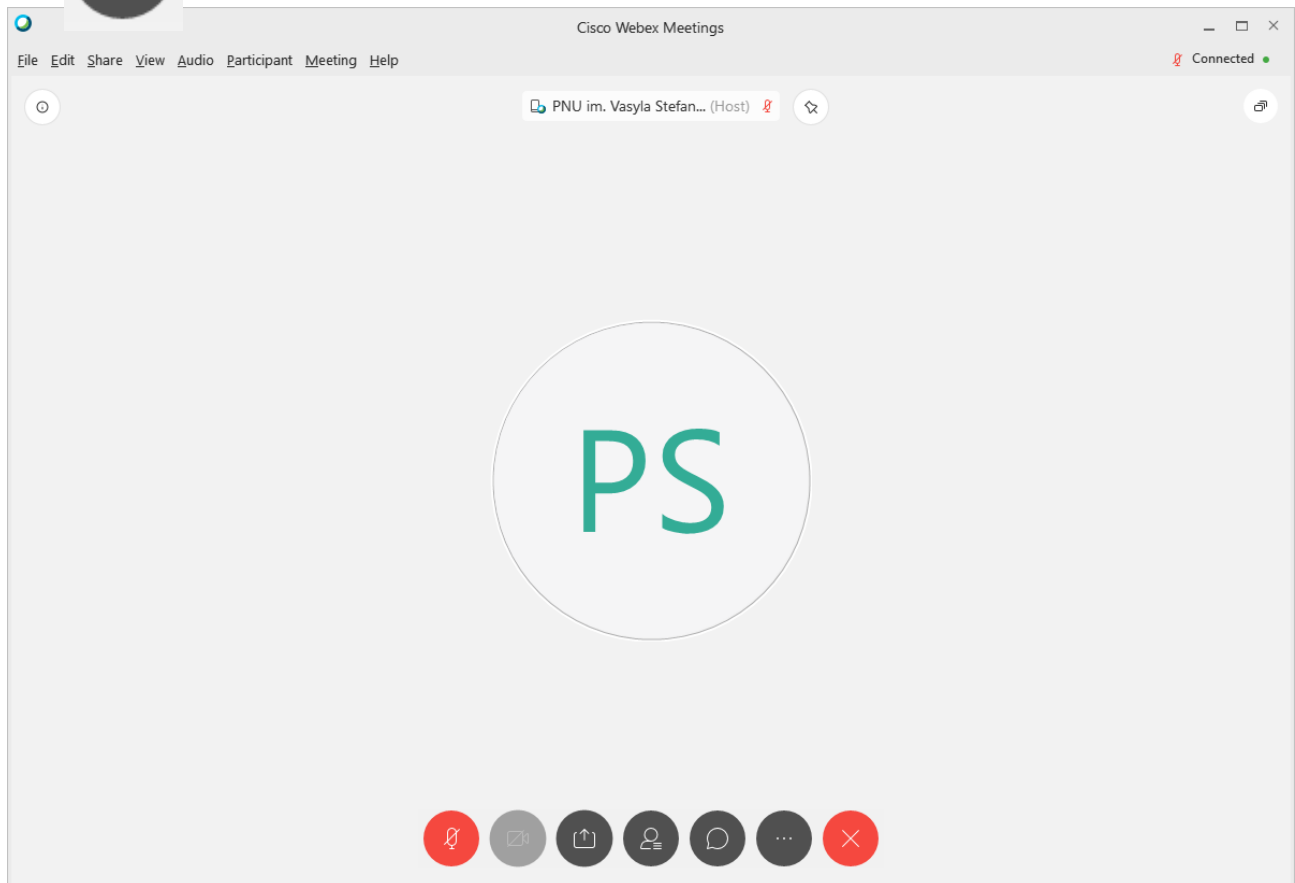 Cisco Webex Meetings
File Edit Share View Audio Participant Meeting Help
Connected
PNU im. Vasyla Stefan... (Host)
PS